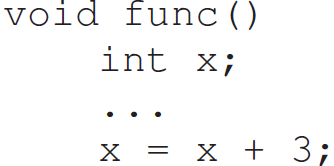 void func()
    int x;
    ...
    x = x + 3;